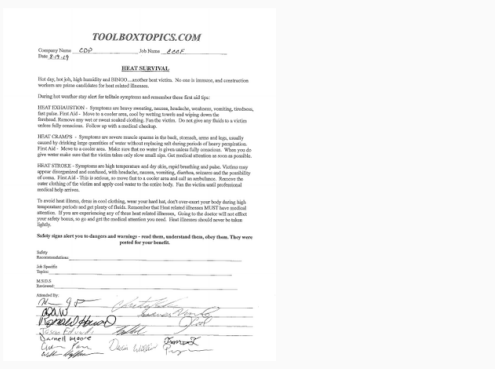 TOOLBOXTOPICS.COM
Company Name CDP Job Name ROOF
Date
HEAT SURVIVAL
Hot day, hot job, high humidity and BINGO...another heat victim. No one is immune, and construction
workers are prime candidates for heat related illnesses.
During hot weather stay alert for telltale symptoms and remember these first aid tips:
HEAT EXHAUSTION - Symptoms are heavy sweating, nausea, headache, weakness, vomiting, tiredness,
fast pulse. First Aid - Move to a cooler area, cool by wetting towels and wiping down the
forehead. Remove any wet or sweat soaked clothing. Fan the victim. Do not give any fluids to a victim
unless fully conscious. Follow up with a medical checkup.
HEAT CRAMPS - Symptoms are severe muscle spasms in the back, stomach, arms and legs, usually
caused by drinking large quantities of water without replacing salt during periods of heavy perspiration.
First Aid - Move to a cooler area. Make sure that no water is given unless fully conscious. When you do
give water make sure that the victim takes only slow small sips. Get medical attention as soon as possible.
HEAT STROKE - Symptoms are high temperature and dry skin, rapid breathing and pulse. Victims may
appear disoriented and confused, with headache, nausea, vomiting, diarrhea, seizures and the possibility
of coma. First Aid - This is serious, so move fast to a cooler area and call an ambulance. Remove the
outer clothing of the victim and apply cool water to the entire body. Fan the victim until professional
medical help arrives.
To avoid heat illness, dress in cool clothing, wear your hard hat, don't over exert your body during high
temperature periods and get plenty of fluids. Remember that Heat related illnesses MUST have medical
attention. If you are experiencing any of these heat related illnesses, Going to the doctor will not effect
your safety bonus, so go and get the medical attention you need. Heat illnesses should never be taken
lightly.
Safety signs alert you to dangers and warnings - read them, understand them, obey them. They were
posted for your benefit.
Safety
Recommendations
Job Specific
Topics
M.S.D.S
Reviewed
Attended by:
Darnell Moore